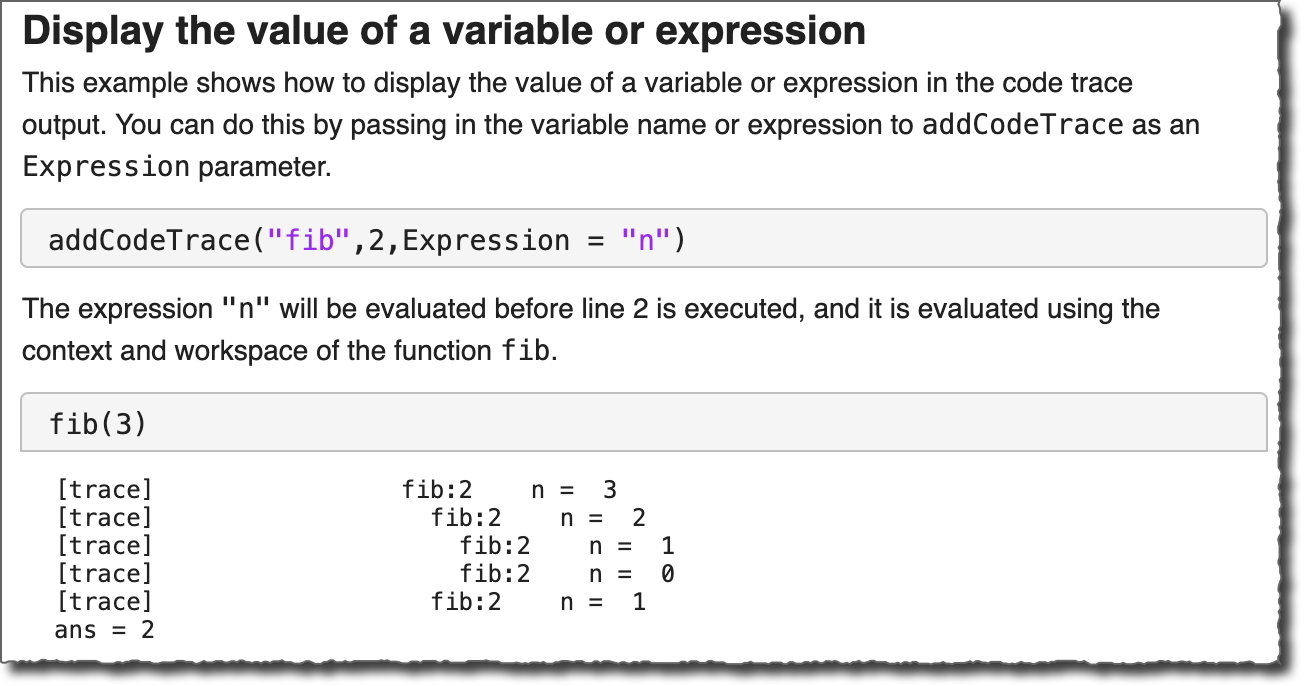 Display the value of a variable or expression
This example shows how to display the value of a variable or expression in the code trace
output. You can do this by passing in the variable name or expression to addCodeTrace as an
Expression parameter.
addCodeTrace("fib",2,Expression = "n")
The expression "n" will be evaluated before line 2 is executed, and it is evaluated using the
context and workspace of the function fib.
fib(3)
[trace]                 fib:2    n =  3
[trace]                   fib:2    n =  2
[trace]                     fib:2    n =  1
[trace]                     fib:2    n =  0
[trace]                   fib:2    n =  1
ans = 2